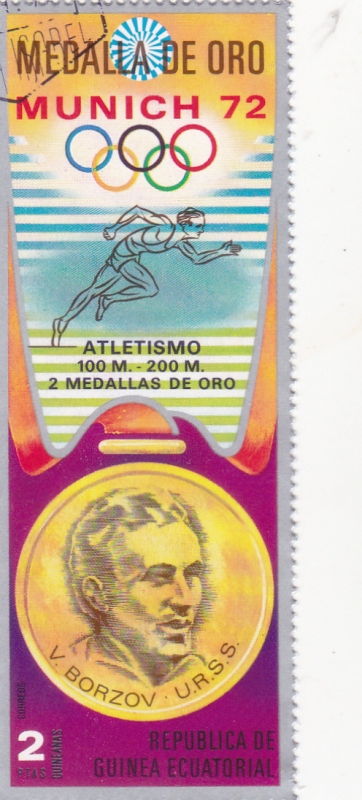 MEDALLA DE ORO
MUNICH 72
ATLETISMO
100 M. - 200 M.
2 MEDALLAS DE ORO
V. BORZOV · U.R.S.S.
CORREOS
2
PTAS GUINEANAS
REPUBLICA DE
GUINEA ECUATORIAL